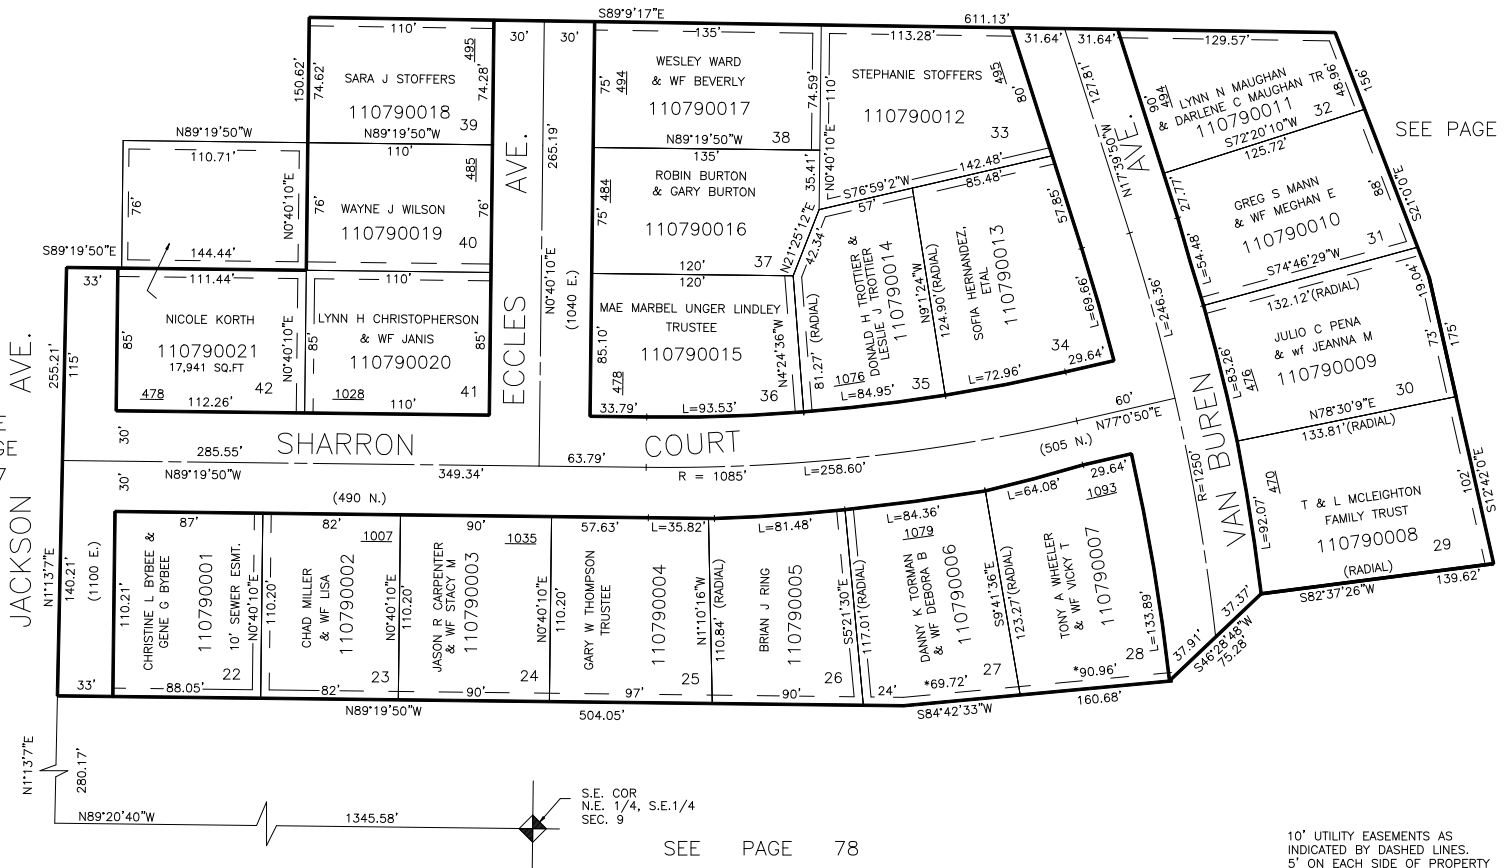 S89°9'17"E
611.13'
110'
495
150.62'
74.62'
74.28'
SARA J STOFFERS
110790018
39
N89°19'50"W
110'
30'
30'
265.19'
N0°40'10"E
(1040 E.)
ECCLES AVE.
135'
75'
494
WESLEY WARD
& WF BEVERLY
110790017
74.59'
N89°19'50"W
38
135'
113.28'
110'
STEPHANIE STOFFERS
495
80'
110790012
33
N0°40'10"E
142.48'
S76°59'2"W
31.64'
31.64'
127.81'
N17°39'50"W
AVE.
129.57'
90'
494
LYNN N MAUGHAN
& DARLENE C MAUGHAN TR
110790011
32
48.96'
156'
S72°20'10"W
125.72'
SEE PAGE
N89°19'50"W
110.71'
76'
N0°40'10"E
144.44'
S89°19'50"E
76'
485
WAYNE J WILSON
110790019
76'
40
75'
484
ROBIN BURTON
& GARY BURTON
110790016
35.41'
120'
37
N21°25'12"E
42.34'
57'
85.48'
DONALD H TROTTIER &
LESLIE J TROTTIER
110790014
81.27' (RADIAL)
1076
L=84.95'
35
N9°1'24"W
124.90' (RADIAL)
SOFIA HERNANDEZ,
ETAL
110790013
57.85'
L=69.66'
34
L=72.96'
29.64'
27.77'
L=54.48'
GREG S MANN
& WF MEGHAN E
110790010
31
88'
S21°0'0"E
S74°46'29"W
132.12'(RADIAL)
19.04'
JULIO C PENA
& wf JEANNA M
110790009
L=83.26'
476
30
73'
175'
N78°30'9"E
133.81'(RADIAL)
33'
111.44'
NICOLE KORTH
110790021
17,941 SQ.FT
85'
478
42
112.26'
N0°40'10"E
110'
LYNN H CHRISTOPHERSON
& WF JANIS
110790020
85'
85'
1028
41
110'
120'
MAE MARBEL UNGER LINDLEY
TRUSTEE
110790015
85.10'
478
N4°24'36"W
36
33.79'
L=93.53'
JACKSON AVE.
255.21'
115'
30'
285.55'
SHARRON COURT
30'
N89°19'50"W
349.34'
63.79'
R = 1085'
L=258.60'
(490 N.)
(505 N.)
60'
N77°0'50"E
L=246.36'
R=1250'
VAN BUREN
N1°13'7"E
140.21'
(1100 E.)
33'
87'
110.21'
CHRISTINE L BYBEE &
GENE G BYBEE
110790001
10' SEWER ESMT.
N0°40'10"E
22
88.05'
82'
1007
110.20'
CHAD MILLER
& WF LISA
110790002
N0°40'10"E
23
82'
90'
1035
110.20'
JASON R CARPENTER
& WF STACY M
110790003
N0°40'10"E
24
90'
57.63'
L=35.82'
110.20'
GARY W THOMPSON
TRUSTEE
110790004
N1°10'16"W
25
97'
L=81.48'
110.84' (RADIAL)
BRIAN J RING
110790005
S5°21'30"E
26
90'
L=84.36'
1079
117.01'(RADIAL)
DANNY K TORMAN
& WF DEBORA B
110790006
S9°41'36"E
27
24'
*69.72'
L=64.08'
29.64'
1093
123.27'(RADIAL)
TONY A WHEELER
& WF VICKY T
110790007
L=133.89'
28
*90.96'
L=92.07'
470
T & L MCLEIGHTON
FAMILY TRUST
110790008
29
(RADIAL)
102'
S12°42'0"E
139.62'
S82°37'26"W
37.37'
37.91'
S46°28'48"W
75.28'
N89°19'50"W
504.05'
S84°42'33"W
160.68'
N1°13'7"E
280.17'
N89°20'40"W
1345.58'
S.E. COR
N.E. 1/4, S.E.1/4
SEC. 9
SEE PAGE 78
10' UTILITY EASEMENTS AS
INDICATED BY DASHED LINES.
5' ON EACH SIDE OF PROPERTY